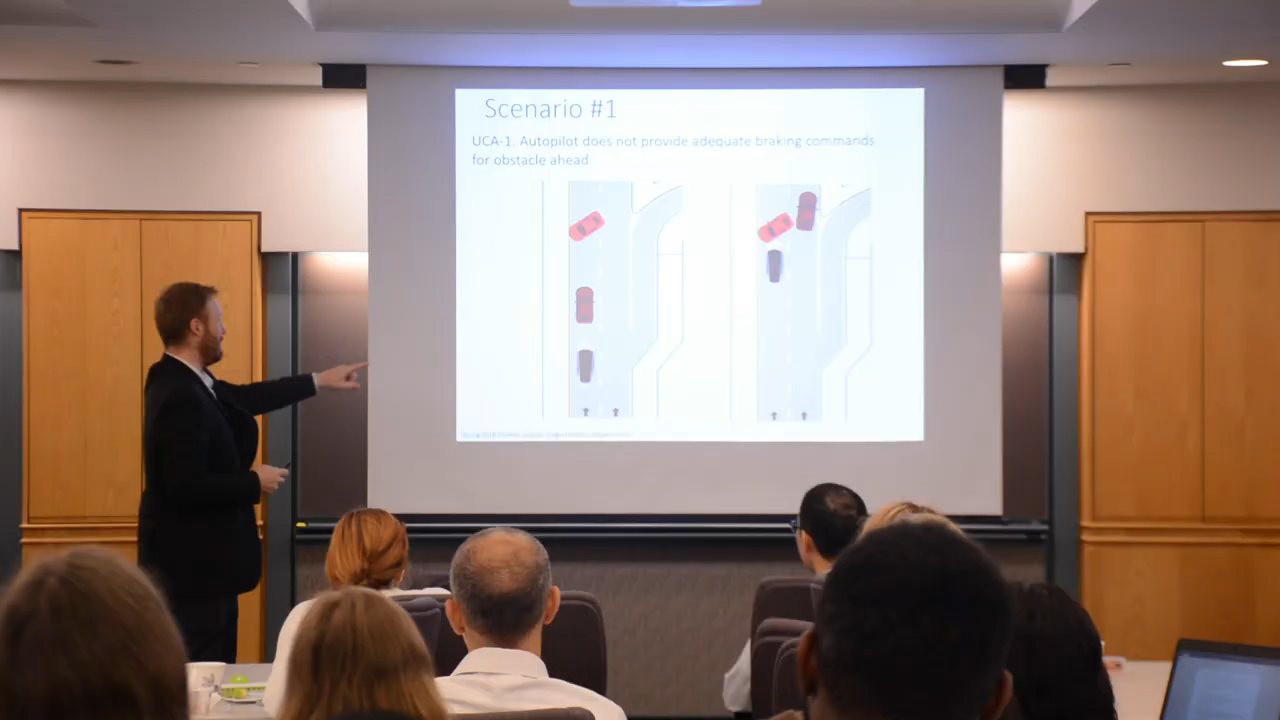 Scenario #1
UCA-1. Autopilot does not provide adequate braking commands
for obstacle ahead